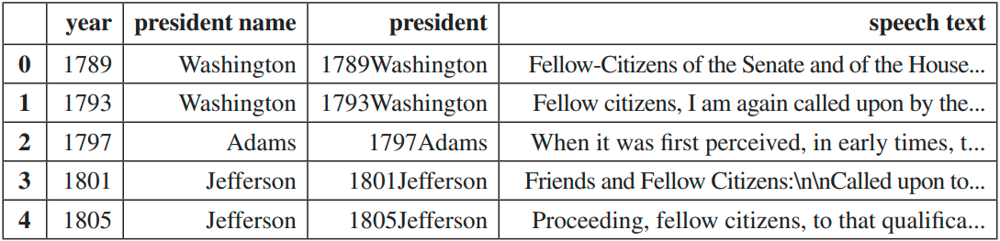 year president name president speech text
0 1789 Washington 1789Washington Fellow-Citizens of the Senate and of the House...
1 1793 Washington 1793Washington Fellow citizens, I am again called upon by the...
2 1797 Adams 1797Adams When it was first perceived, in early times, t...
3 1801 Jefferson 1801Jefferson Friends and Fellow Citizens:\n\nCalled upon to...
4 1805 Jefferson 1805Jefferson Proceeding, fellow citizens, to that qualifica...